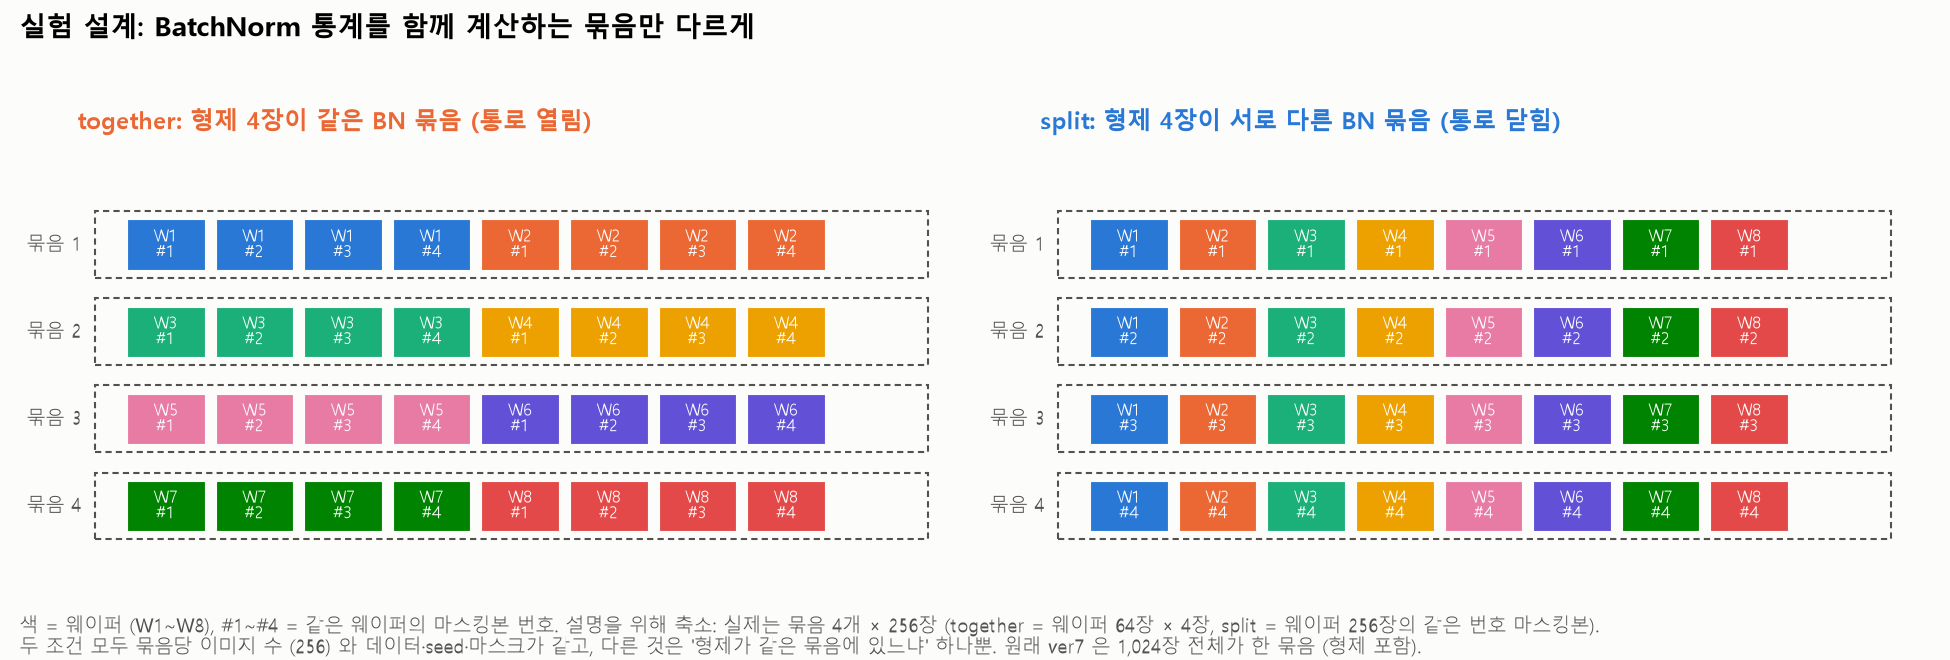 실험 설계: BatchNorm 통계를 함께 계산하는 묶음만 다르게
together: 형제 4장이 같은 BN 묶음 (통로 열림)
묶음 1
W1 #1 W1 #2 W1 #3 W1 #4 W2 #1 W2 #2 W2 #3 W2 #4
묶음 2
W3 #1 W3 #2 W3 #3 W3 #4 W4 #1 W4 #2 W4 #3 W4 #4
묶음 3
W5 #1 W5 #2 W5 #3 W5 #4 W6 #1 W6 #2 W6 #3 W6 #4
묶음 4
W7 #1 W7 #2 W7 #3 W7 #4 W8 #1 W8 #2 W8 #3 W8 #4
split: 형제 4장이 서로 다른 BN 묶음 (통로 닫힘)
묶음 1
W1 #1 W2 #1 W3 #1 W4 #1 W5 #1 W6 #1 W7 #1 W8 #1
묶음 2
W1 #2 W2 #2 W3 #2 W4 #2 W5 #2 W6 #2 W7 #2 W8 #2
묶음 3
W1 #3 W2 #3 W3 #3 W4 #3 W5 #3 W6 #3 W7 #3 W8 #3
묶음 4
W1 #4 W2 #4 W3 #4 W4 #4 W5 #4 W6 #4 W7 #4 W8 #4
색 = 웨이퍼 (W1~W8), #1~#4 = 같은 웨이퍼의 마스킹본 번호. 설명을 위해 축소: 실제는 묶음 4개 × 256장 (together = 웨이퍼 64장 × 4장, split = 웨이퍼 256장의 같은 번호 마스킹본).
두 조건 모두 묶음당 이미지 수 (256) 와 데이터·seed·마스크가 같고, 다른 것은 '형제가 같은 묶음에 있느냐' 하나뿐. 원래 ver7 은 1,024장 전체가 한 묶음 (형제 포함).